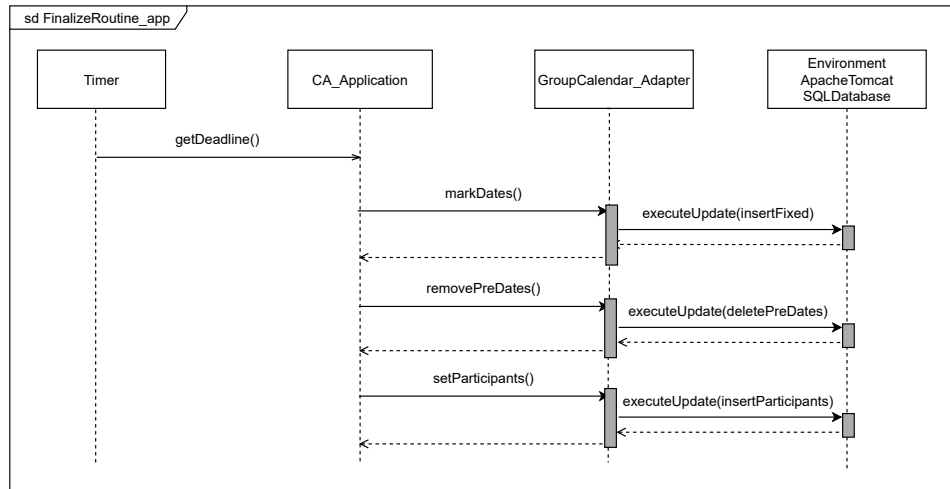 sd FinalizeRoutine_app
Timer
CA_Application
GroupCalendar_Adapter
Environment
ApacheTomcat
SQLDatabase
getDeadline()
markDates()
executeUpdate(insertFixed)
removePreDates()
executeUpdate(deletePreDates)
setParticipants()
executeUpdate(insertParticipants)